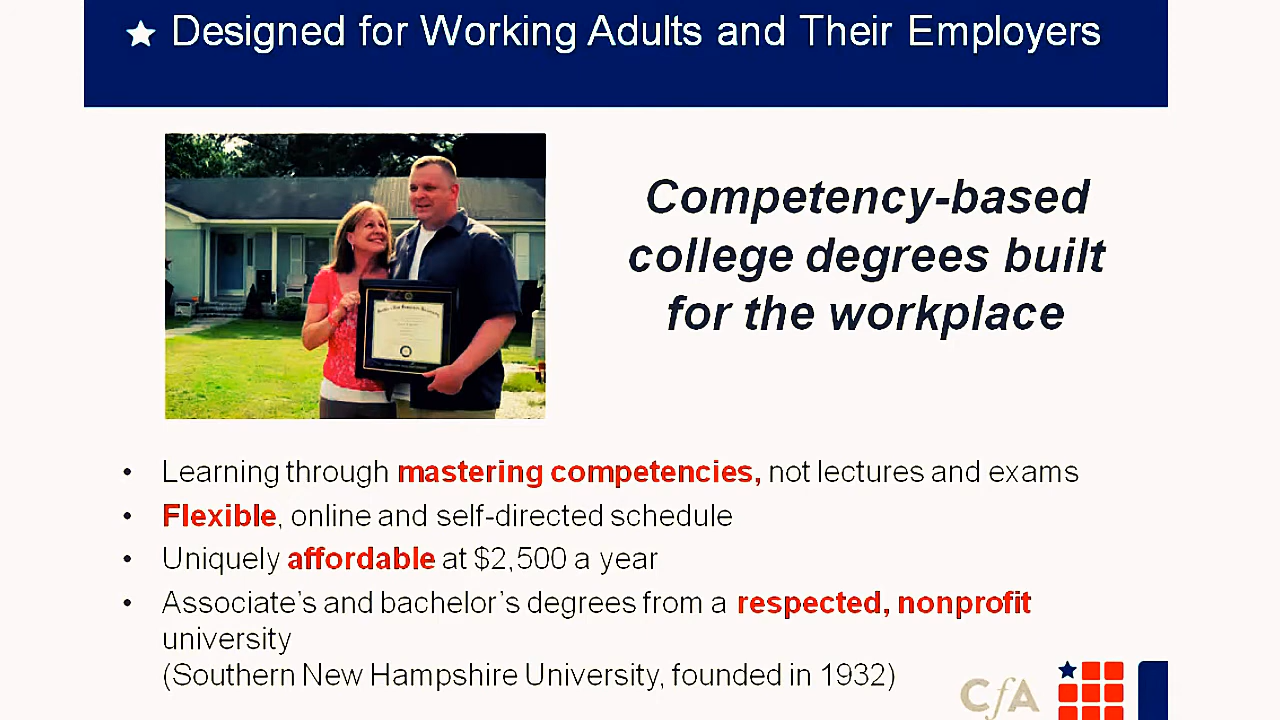 Designed for Working Adults and Their Employers
Competency-based
college degrees built
for the workplace
• Learning through mastering competencies, not lectures and exams
• Flexible, online and self-directed schedule
• Uniquely affordable at $2,500 a year
• Associate's and bachelor's degrees from a respected, nonprofit
university
(Southern New Hampshire University, founded in 1932)
CfA